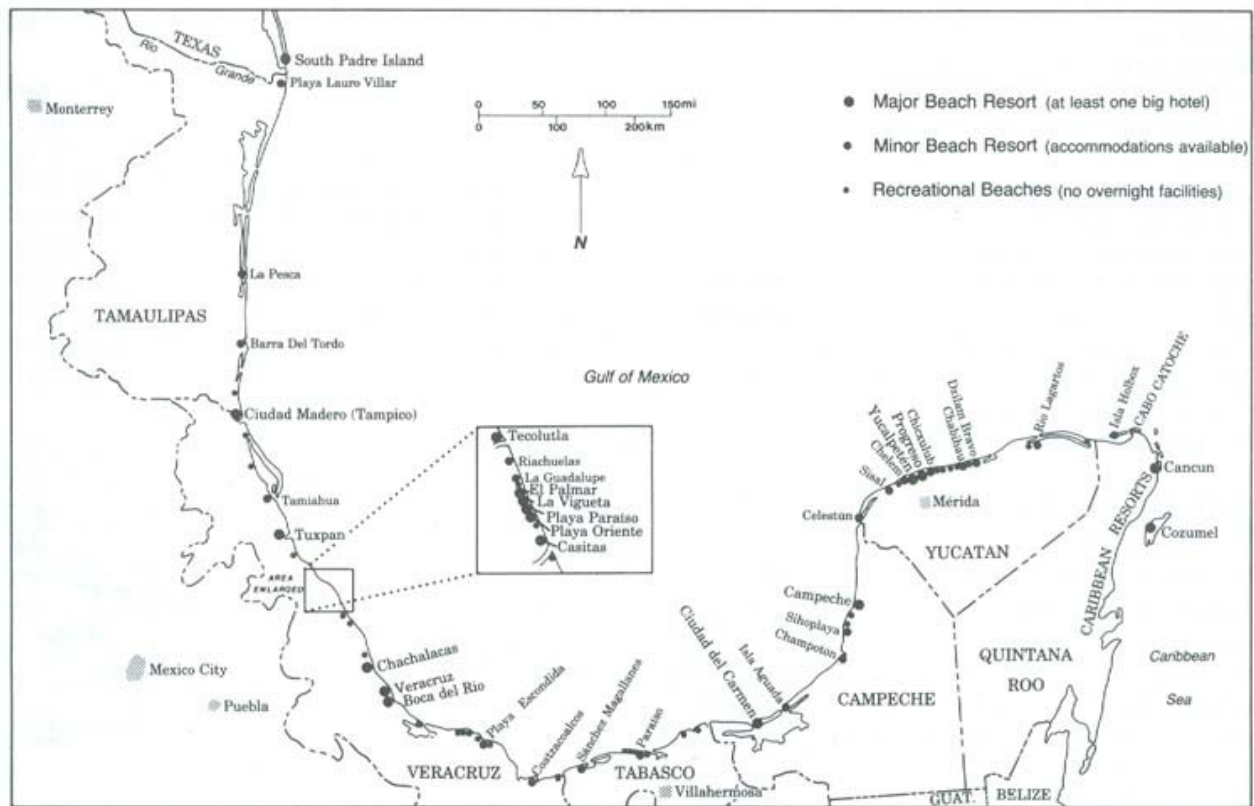 TEXAS
Rio
Grande
South Padre Island
Playa Lauro Villar
Monterrey
50 100 150mi
0 100 200km
N
Major Beach Resort (at least one big hotel)
Minor Beach Resort (accommodations available)
Recreational Beaches (no overnight facilities)
La Pesca
TAMAULIPAS
Barra Del Tordo
Gulf of Mexico
Ciudad Madero (Tampico)
Tamiahua
Tuxpan
AREA
ENLARGED
Tecolutla
Riachuelas
La Guadalupe
El Palmar
La Vigueta
Playa Paraíso
Playa Oriente
Casitas
Mexico City
Puebla
Chachalacas
Veracruz
Boca del Rio
Playa Escondida
VERACRUZ
Coatzacoalcos
Sánchez Magallanes
Paraíso
TABASCO
Villahermosa
Ciudad del Carmen
Isla Aguada
Champotón
Sihoplaya
Campeche
CAMPECHE
Celestún
Sisal
Chelem
Yucalpetén
Progreso
Chicxulub
Chabihau
Dzilam Bravo
Mérida
YUCATAN
Rio Lagartos
Isla Holbox
CABO CATOCHE
Cancun
Cozumel
CARIBBEAN RESORTS
QUINTANA
ROO
Caribbean
Sea
GUAT.
BELIZE